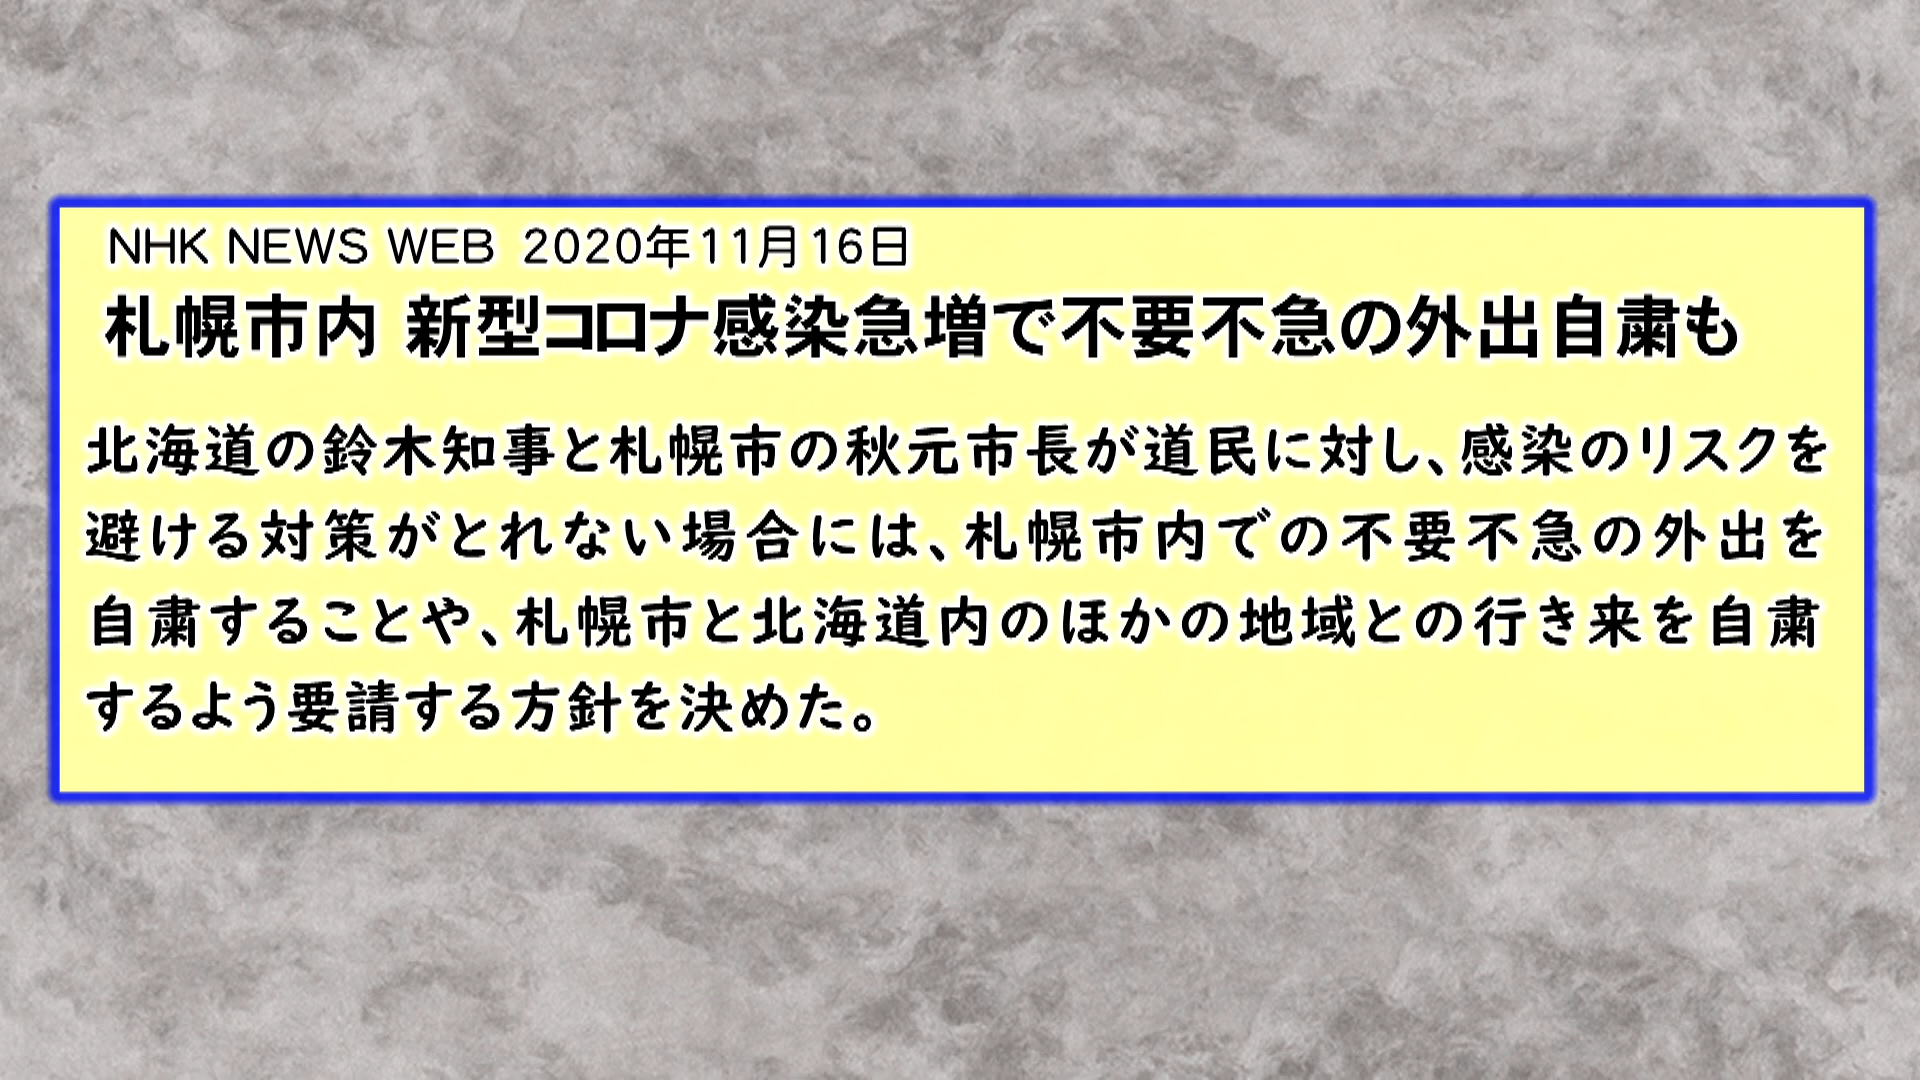 NHK NEWS WEB 2020年11月16日
札幌市内 新型コロナ感染急増で不要不急の外出自粛も
北海道の鈴木知事と札幌市の秋元市長が道民に対し、感染のリスクを
避ける対策がとれない場合には、札幌市内での不要不急の外出を
自粛することや、札幌市と北海道内のほかの地域との行き来を自粛
するよう要請する方針を決めた。